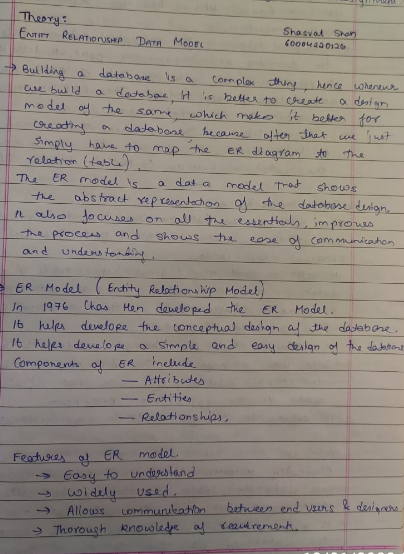 Theory:
ENTITY RELATIONSHIP DATA MODEL
Shasvat Shah
60004220126
→ Building a database is a complex thing, hence whenever
we build a database, it is better to create a design
model of the same, which makes it better for
creating a database because after that we just
simply have to map the ER diagram to the
relation (table).
The ER model is a data model that shows
the abstract representation of the database design
It also focuses on all the essentials, improves
the process and shows the ease of communication
and understanding.
ER Model (Entity Relationship Model)
In 1976 Chas Hen developed the ER Model.
It helps develope the conceptual design of the database.
It helps develope a simple and easy design of the database
Components of ER include
— Attributes
— Entities
— Relationships.
Features of ER model.
→ Easy to understand
→ Widely used.
→ Allows communication between end users & designers
→ Thorough knowledge of requirement.